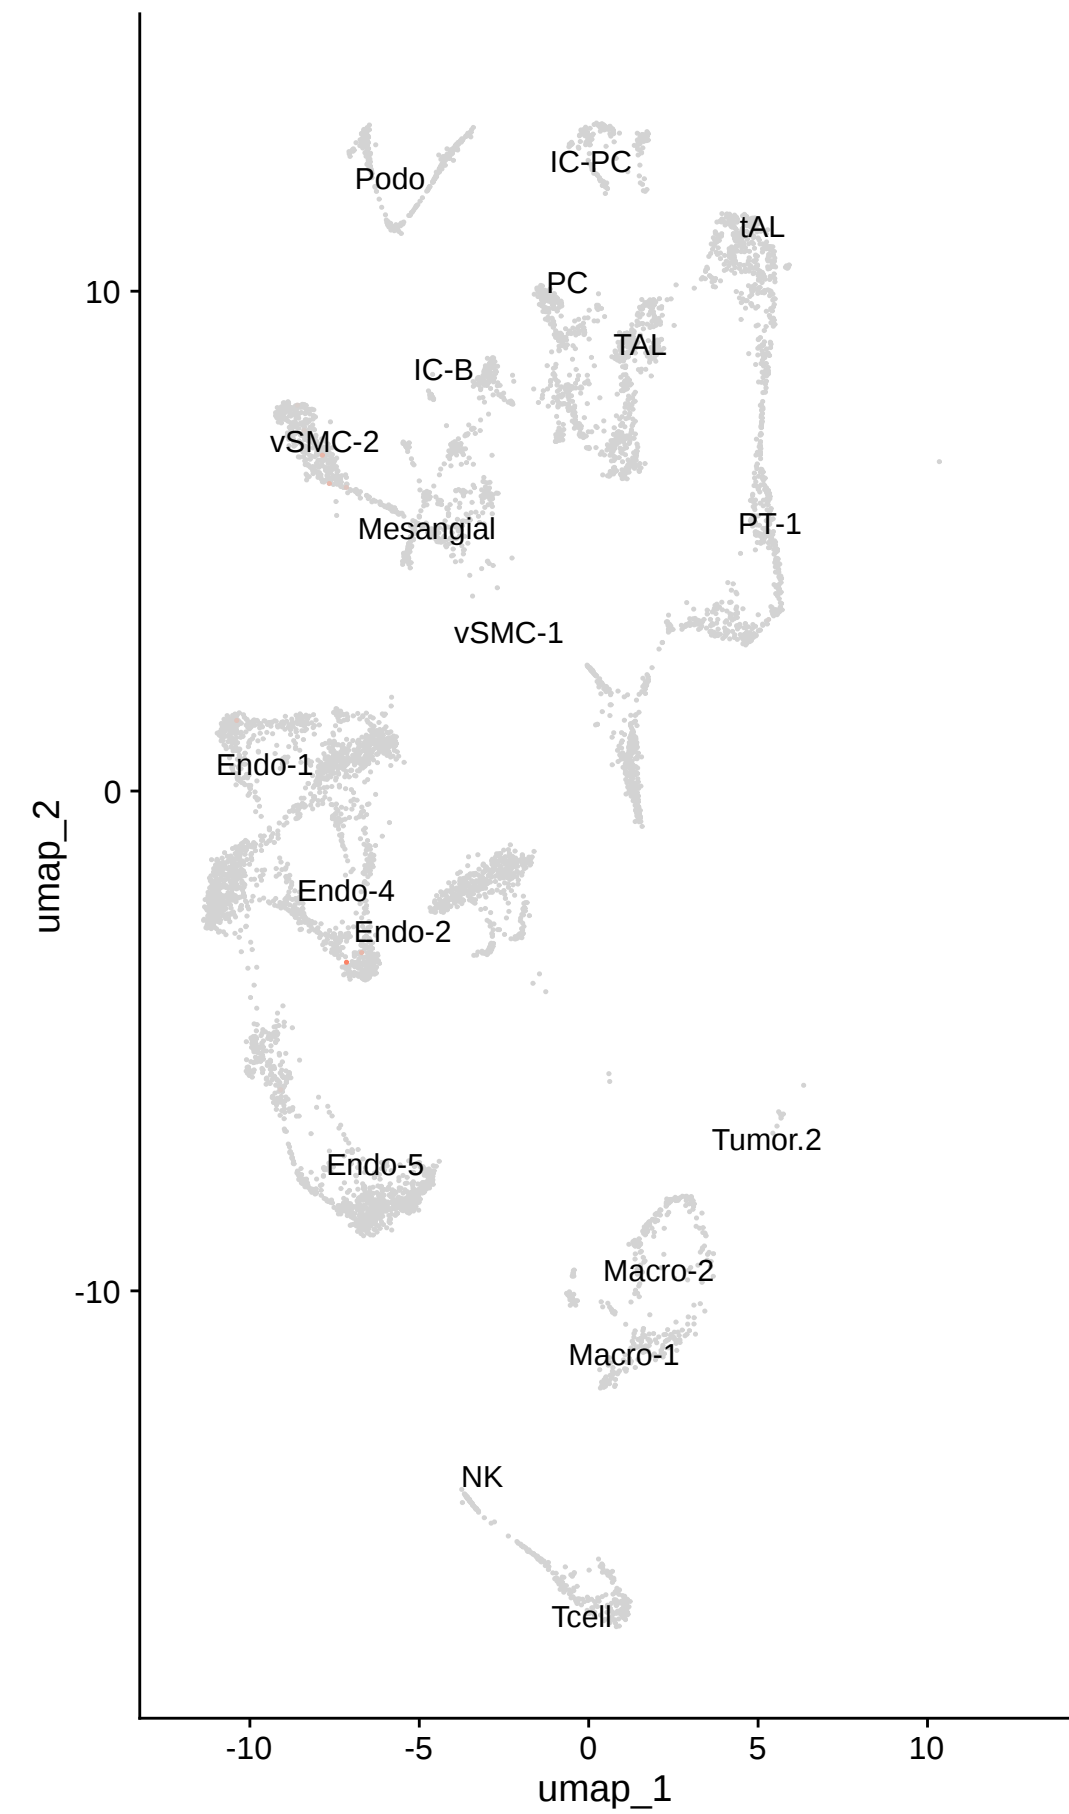 Podo
IC-PC
tAL
PC
10
TAL
IC-B
vSMC-2
PT-1
Mesangial
vSMC-1
Endo-1
0
umap_2
Endo-4
Endo-2
Tumor.2
Endo-5
Macro-2
-10
Macro-1
NK
Tcell
-10 -5 0 5 10
umap_1